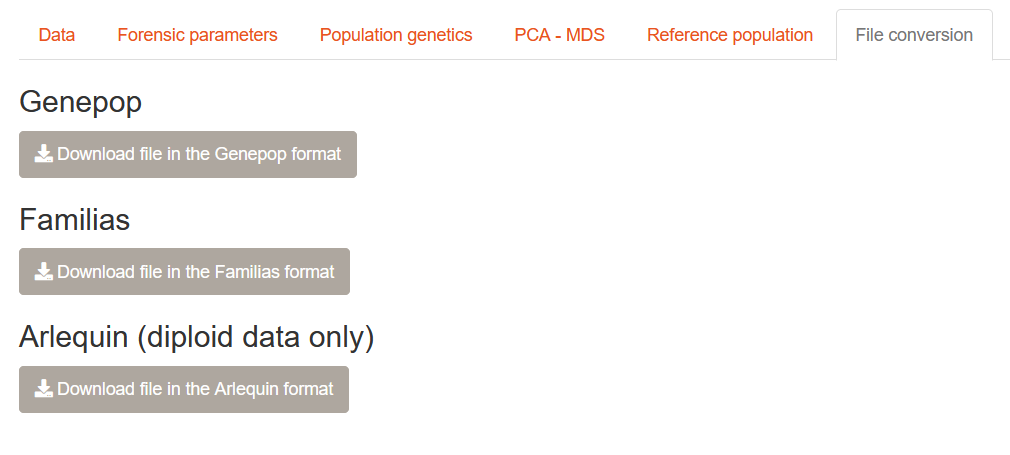 Data Forensic parameters Population genetics PCA - MDS Reference population File conversion
Genepop
Download file in the Genepop format
Familias
Download file in the Familias format
Arlequin (diploid data only)
Download file in the Arlequin format